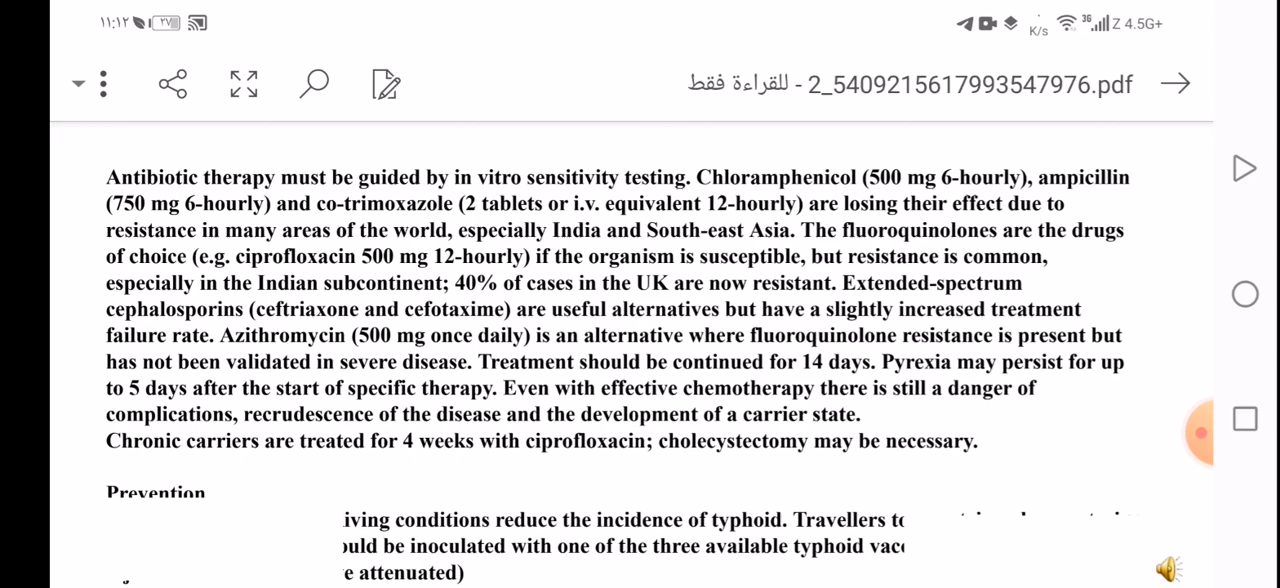 ١١:١٢ ٢٧ K/s 3G Z 4.5G+
2_5409215617993547976.pdf - للقراءة فقط
Antibiotic therapy must be guided by in vitro sensitivity testing. Chloramphenicol (500 mg 6-hourly), ampicillin
(750 mg 6-hourly) and co-trimoxazole (2 tablets or i.v. equivalent 12-hourly) are losing their effect due to
resistance in many areas of the world, especially India and South-east Asia. The fluoroquinolones are the drugs
of choice (e.g. ciprofloxacin 500 mg 12-hourly) if the organism is susceptible, but resistance is common,
especially in the Indian subcontinent; 40% of cases in the UK are now resistant. Extended-spectrum
cephalosporins (ceftriaxone and cefotaxime) are useful alternatives but have a slightly increased treatment
failure rate. Azithromycin (500 mg once daily) is an alternative where fluoroquinolone resistance is present but
has not been validated in severe disease. Treatment should be continued for 14 days. Pyrexia may persist for up
to 5 days after the start of specific therapy. Even with effective chemotherapy there is still a danger of
complications, recrudescence of the disease and the development of a carrier state.
Chronic carriers are treated for 4 weeks with ciprofloxacin; cholecystectomy may be necessary.
Prevention
iving conditions reduce the incidence of typhoid. Travellers to
ould be inoculated with one of the three available typhoid vacc
e attenuated)